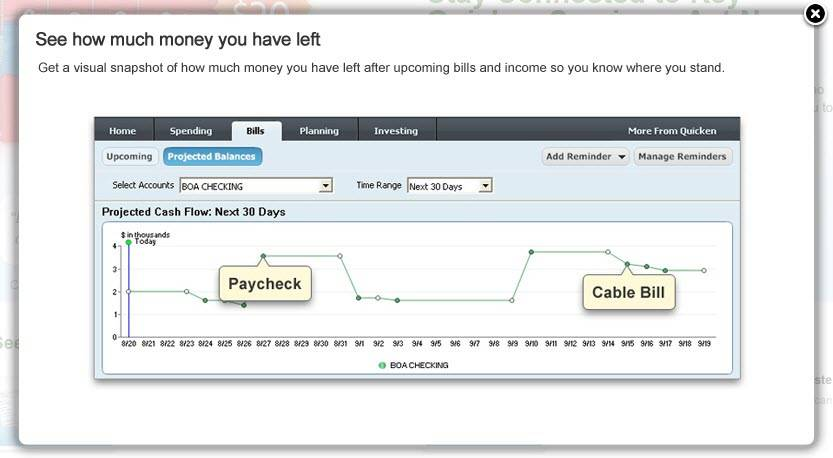 See how much money you have left
Get a visual snapshot of how much money you have left after upcoming bills and income so you know where you stand.
Home Spending Bills Planning Investing More From Quicken
Upcoming Projected Balances Add Reminder Manage Reminders
Select Accounts BOA CHECKING Time Range Next 30 Days
Projected Cash Flow: Next 30 Days
$ in thousands
Today
4
3
2
1
0
Paycheck
Cable Bill
8/20 8/21 8/22 8/23 8/24 8/25 8/26 8/27 8/28 8/29 8/30 8/31 9/1 9/2 9/3 9/4 9/5 9/6 9/7 9/8 9/9 9/10 9/11 9/12 9/13 9/14 9/15 9/16 9/17 9/18 9/19
BOA CHECKING